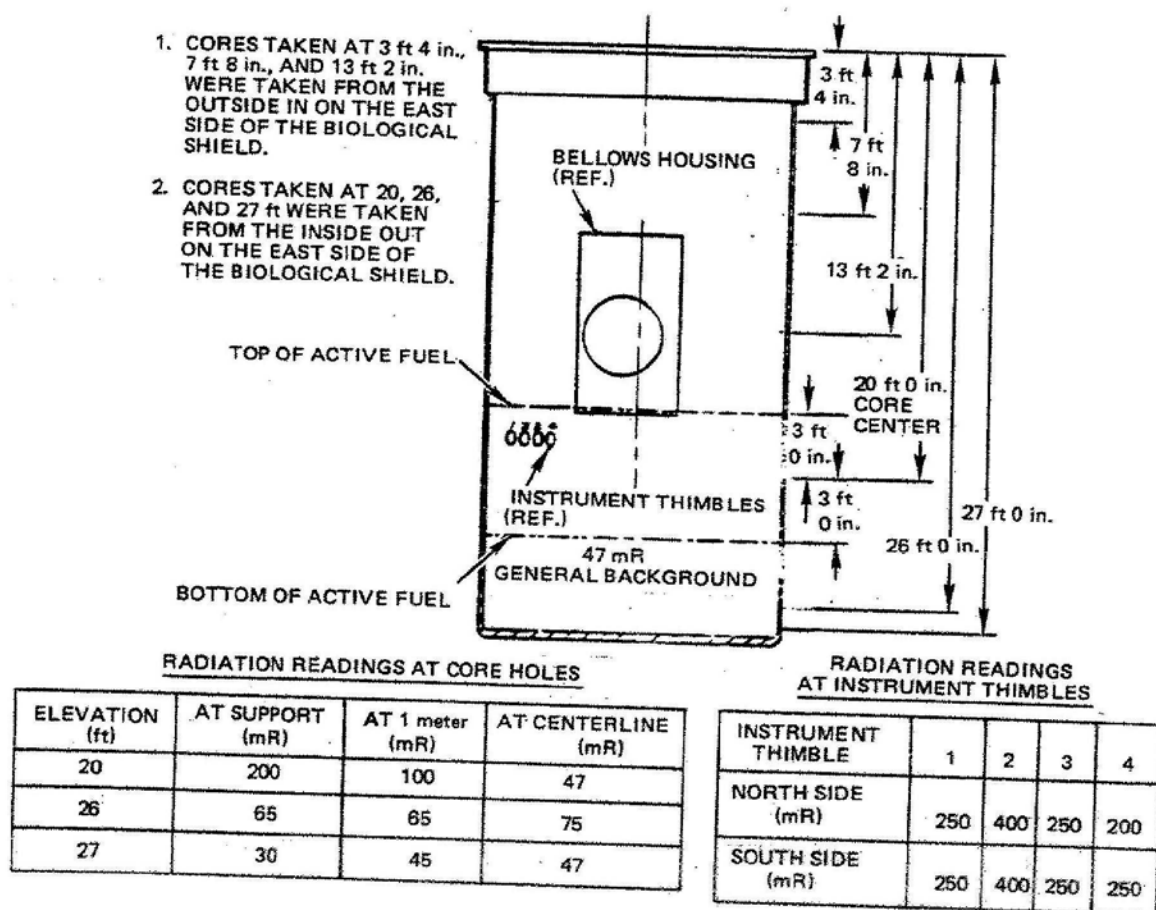 1. CORES TAKEN AT 3 ft 4 in.,
7 ft 8 in., AND 13 ft 2 in.
WERE TAKEN FROM THE
OUTSIDE IN ON THE EAST
SIDE OF THE BIOLOGICAL
SHIELD.
2. CORES TAKEN AT 20, 26,
AND 27 ft WERE TAKEN
FROM THE INSIDE OUT
ON THE EAST SIDE OF
THE BIOLOGICAL SHIELD.
BELLOWS HOUSING
(REF.)
3 ft
4 in.
7 ft
8 in.
13 ft 2 in.
TOP OF ACTIVE FUEL
20 ft 0 in.
CORE
CENTER
3 ft
0 in.
INSTRUMENT THIMBLES
(REF.)
3 ft
0 in.
27 ft 0 in.
26 ft 0 in.
47 mR
GENERAL BACKGROUND
BOTTOM OF ACTIVE FUEL
RADIATION READINGS AT CORE HOLES
ELEVATION (ft) AT SUPPORT (mR) AT 1 meter (mR) AT CENTERLINE (mR)
20 200 100 47
26 65 65 75
27 30 45 47
RADIATION READINGS
AT INSTRUMENT THIMBLES
INSTRUMENT THIMBLE 1 2 3 4
NORTH SIDE (mR) 250 400 250 200
SOUTH SIDE (mR) 250 400 250 250